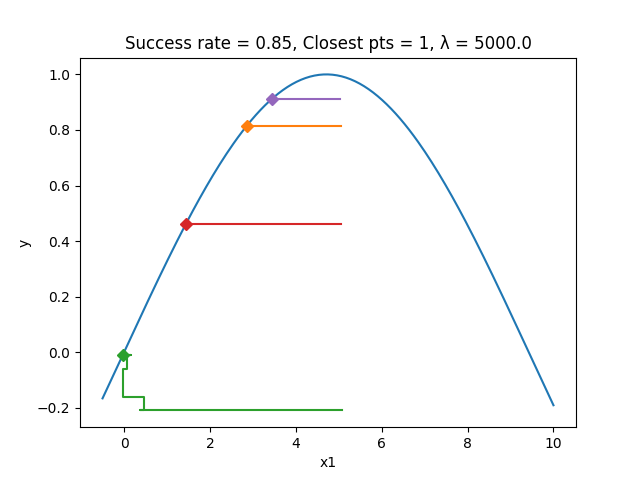 Success rate = 0.85, Closest pts = 1, λ = 5000.0
1.0
0.8
0.6
0.4
0.2
0.0
−0.2
y
0 2 4 6 8 10
x1